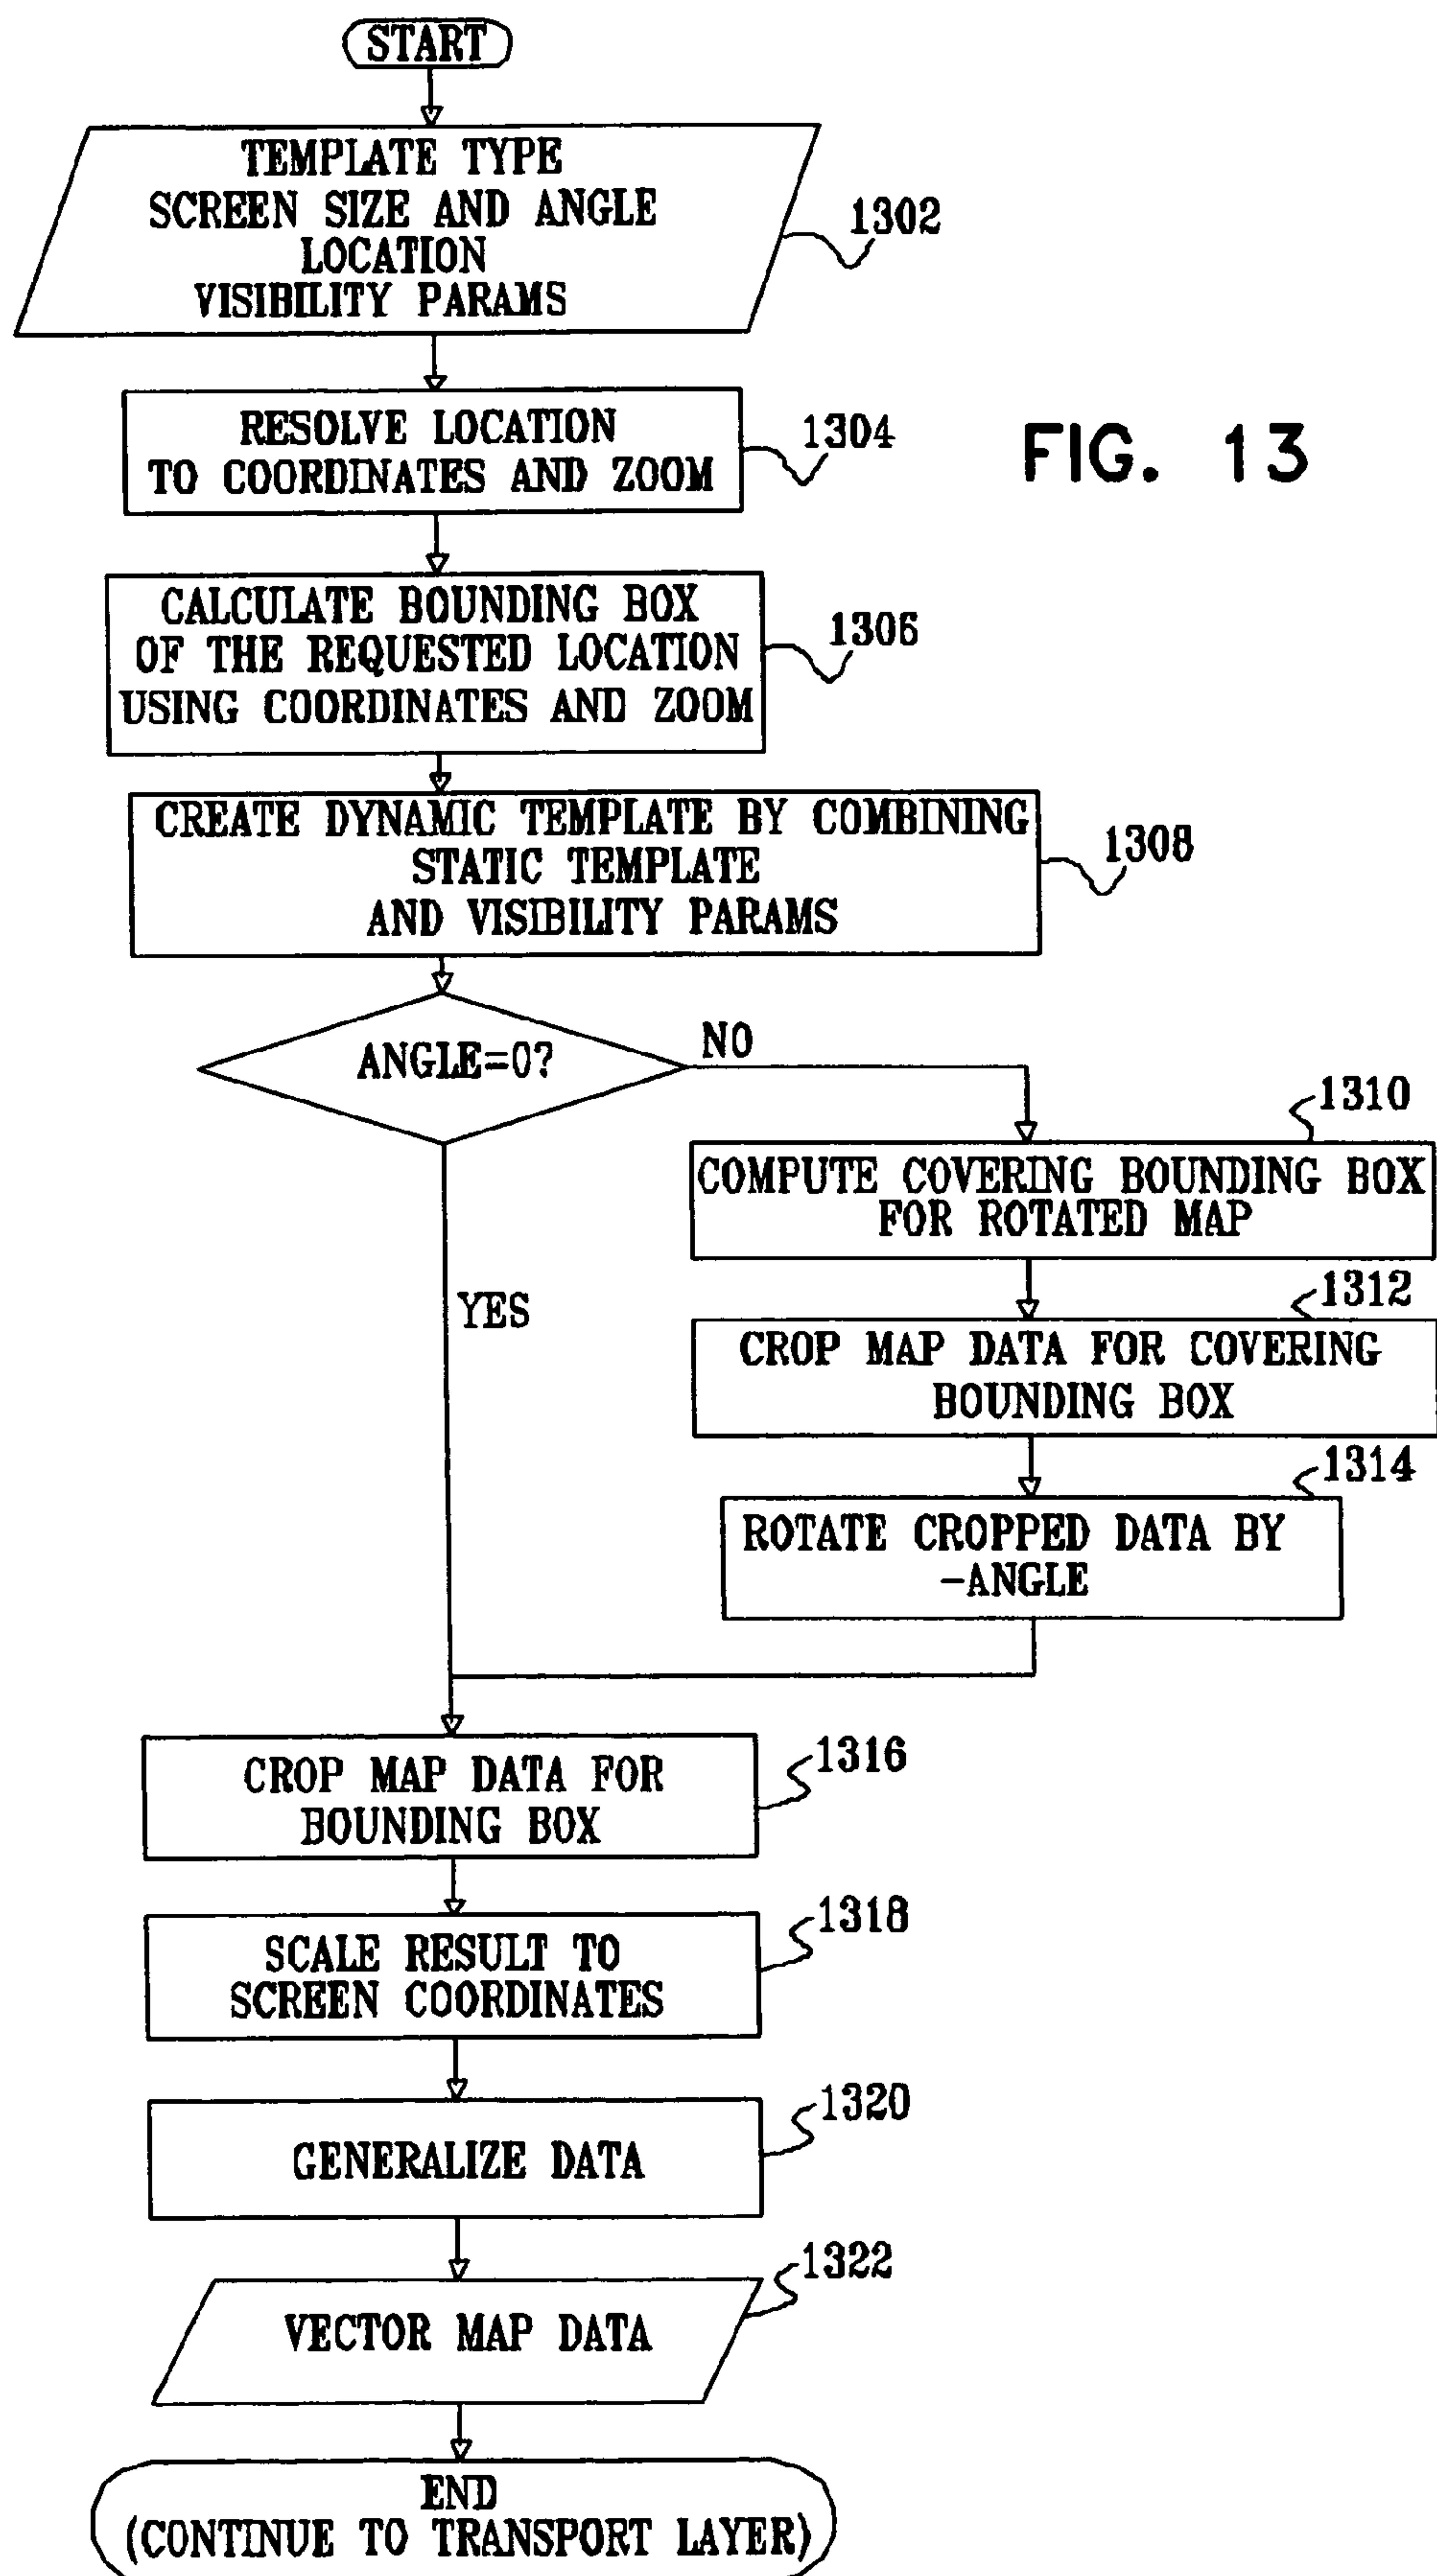 START
TEMPLATE TYPE
SCREEN SIZE AND ANGLE
LOCATION
VISIBILITY PARAMS
1302
RESOLVE LOCATION
TO COORDINATES AND ZOOM
1304
FIG. 13
CALCULATE BOUNDING BOX
OF THE REQUESTED LOCATION
USING COORDINATES AND ZOOM
1306
CREATE DYNAMIC TEMPLATE BY COMBINING
STATIC TEMPLATE
AND VISIBILITY PARAMS
1308
ANGLE=0?
NO
1310
COMPUTE COVERING BOUNDING BOX
FOR ROTATED MAP
YES
1312
CROP MAP DATA FOR COVERING
BOUNDING BOX
1314
ROTATE CROPPED DATA BY
-ANGLE
CROP MAP DATA FOR
BOUNDING BOX
1316
SCALE RESULT TO
SCREEN COORDINATES
1318
GENERALIZE DATA
1320
VECTOR MAP DATA
1322
END
(CONTINUE TO TRANSPORT LAYER)